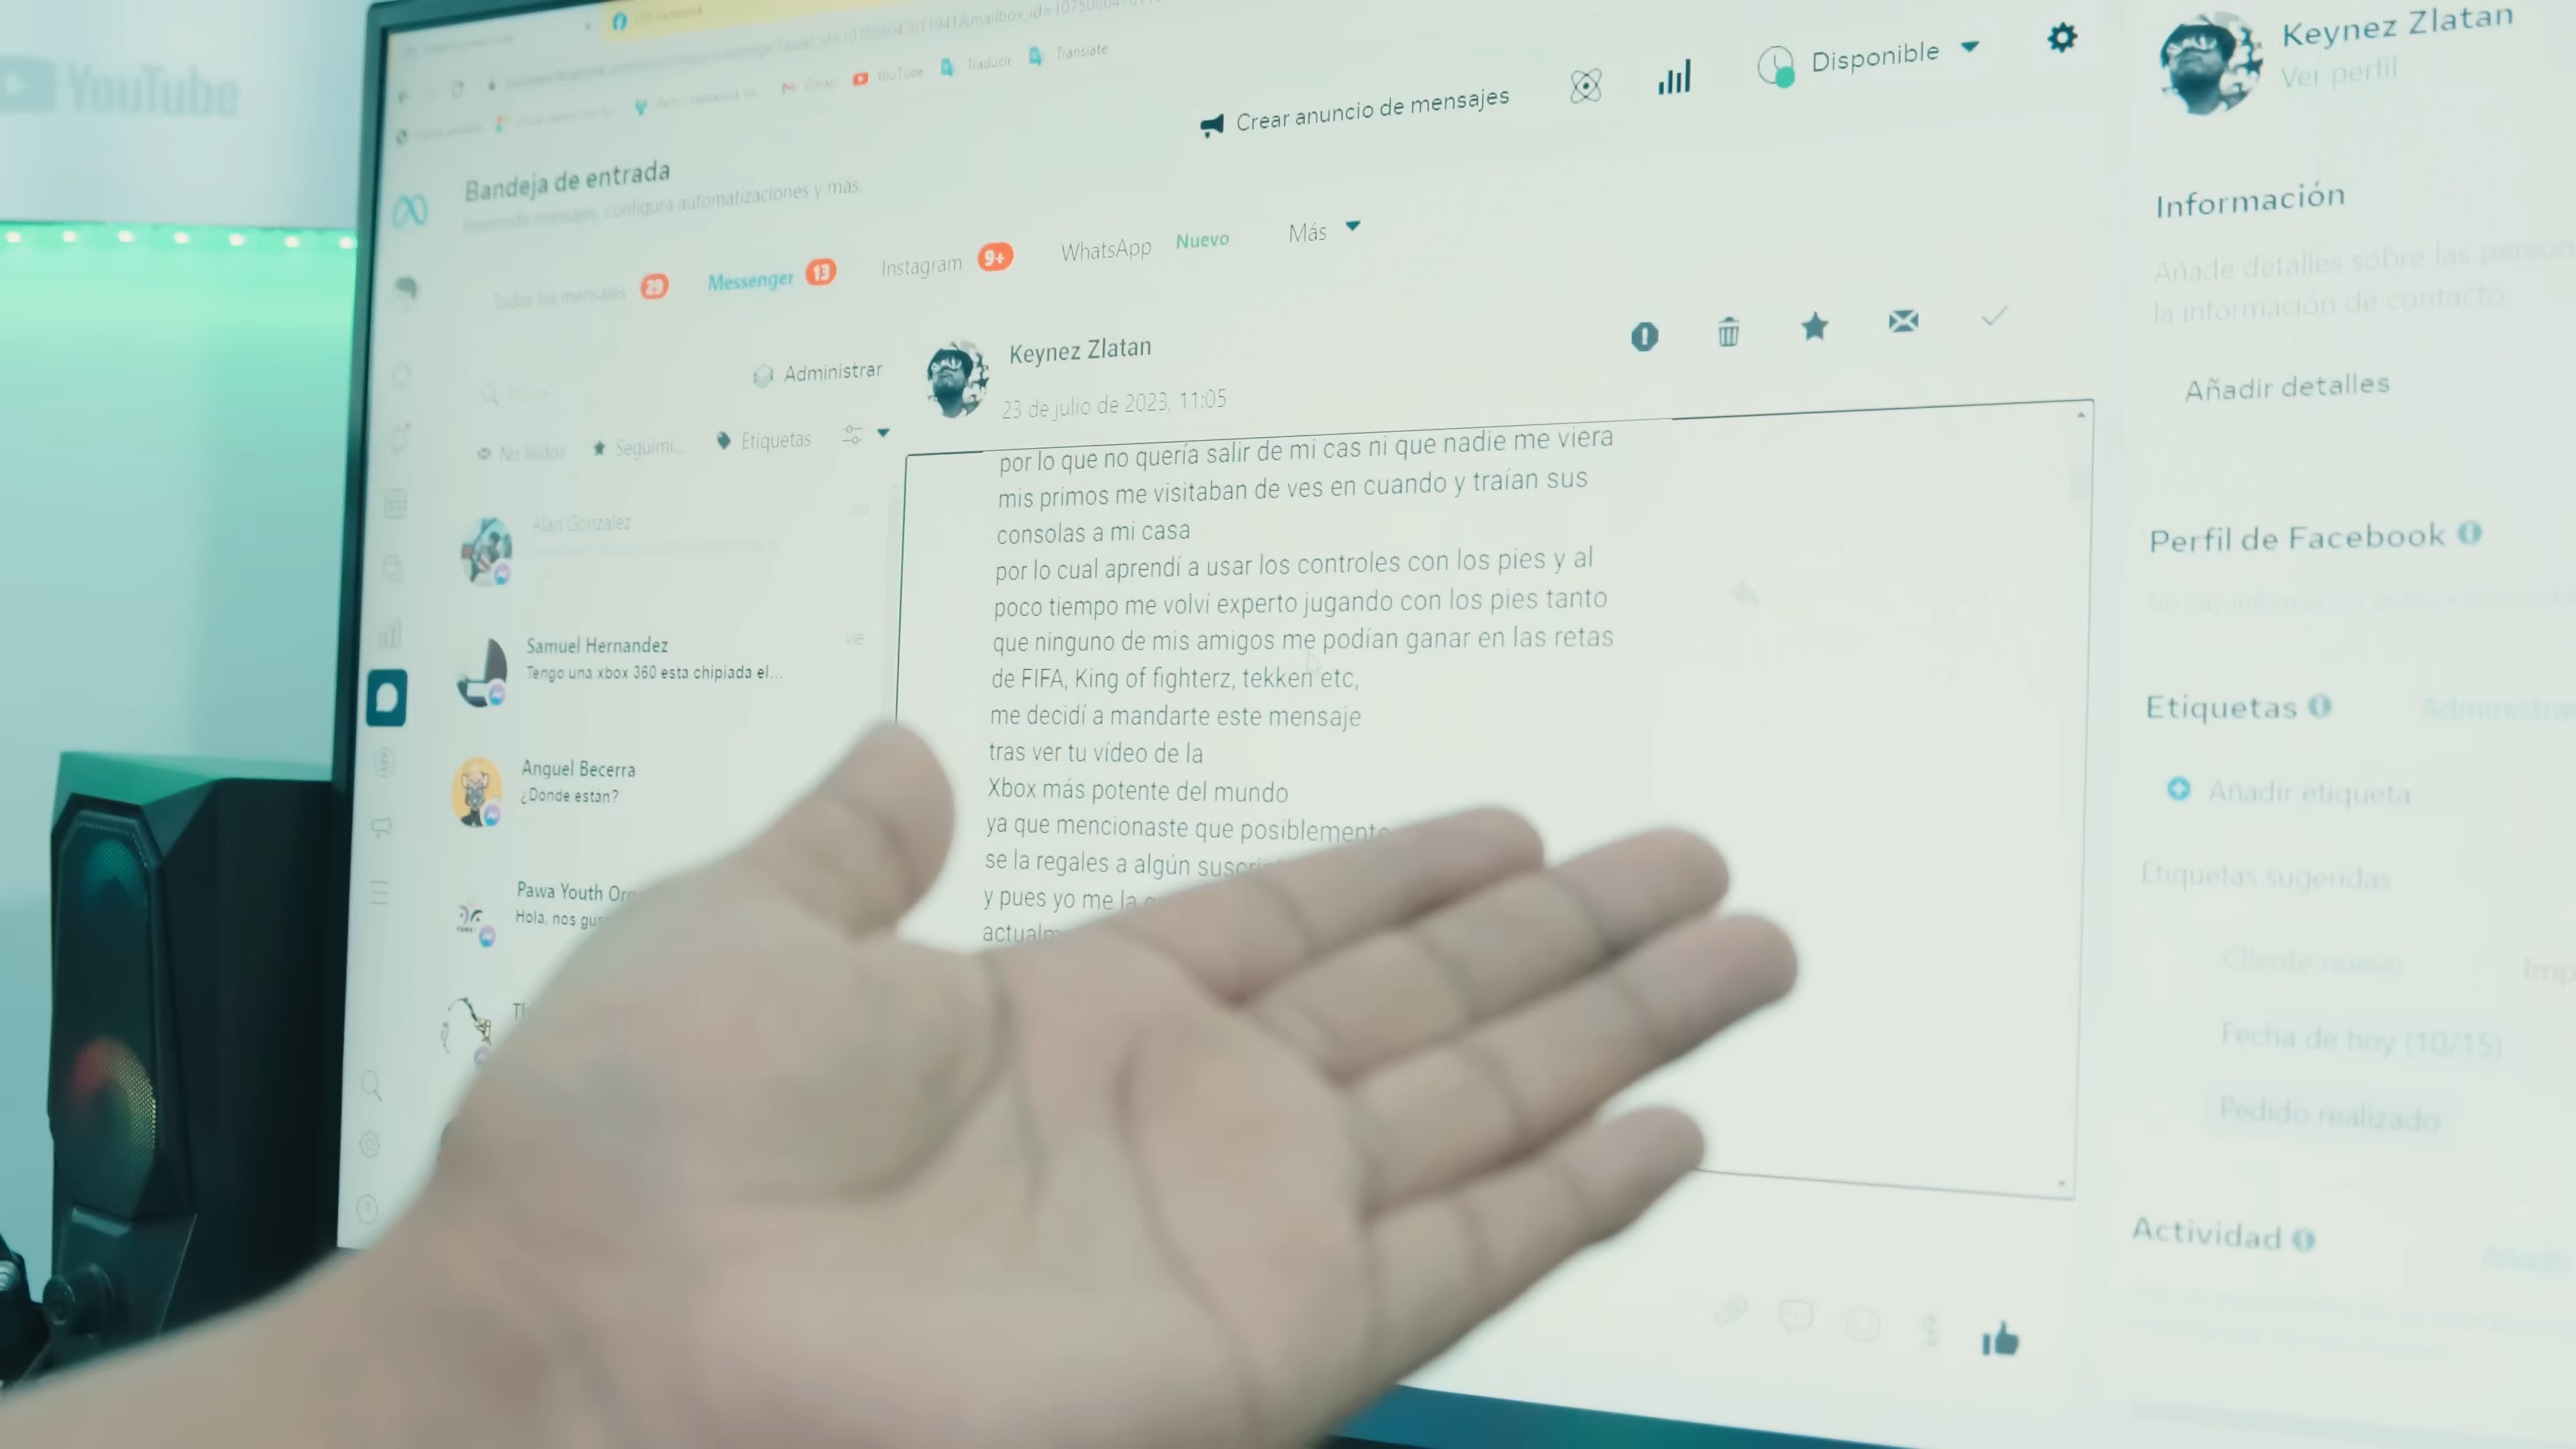 YouTube
YouTube
Traducir
Translate
Crear anuncio de mensajes
Disponible
Keynez Zlatan
Ver perfil
Bandeja de entrada
Responde mensajes, configura automatizaciones y más.
Todos los mensajes 29
Messenger 13
Instagram 9+
WhatsApp Nuevo
Más
Información
Añade detalles sobre las person
la información de contacto.
Añadir detalles
Administrar
Keynez Zlatan
23 de julio de 2023, 11:05
No leídos
Seguimi...
Etiquetas
por lo que no quería salir de mi cas ni que nadie me viera
mis primos me visitaban de ves en cuando y traían sus
consolas a mi casa
por lo cual aprendí a usar los controles con los pies y al
poco tiempo me volví experto jugando con los pies tanto
que ninguno de mis amigos me podían ganar en las retas
de FIFA, King of fighterz, tekken etc,
me decidí a mandarte este mensaje
tras ver tu vídeo de la
Xbox más potente del mundo
ya que mencionaste que posiblemente
se la regales a algún
y pues yo me la
Alan Gonzalez
vie
Samuel Hernandez
vie
Tengo una xbox 360 esta chipiada el...
Anguel Becerra
¿Donde están?
Pawa Youth
Hola, nos
Perfil de Facebook
Etiquetas
Añadir etiqueta
Etiquetas sugeridas
Cliente nuevo
Imp
Fecha de hoy (10/15)
Pedido realizado
Actividad